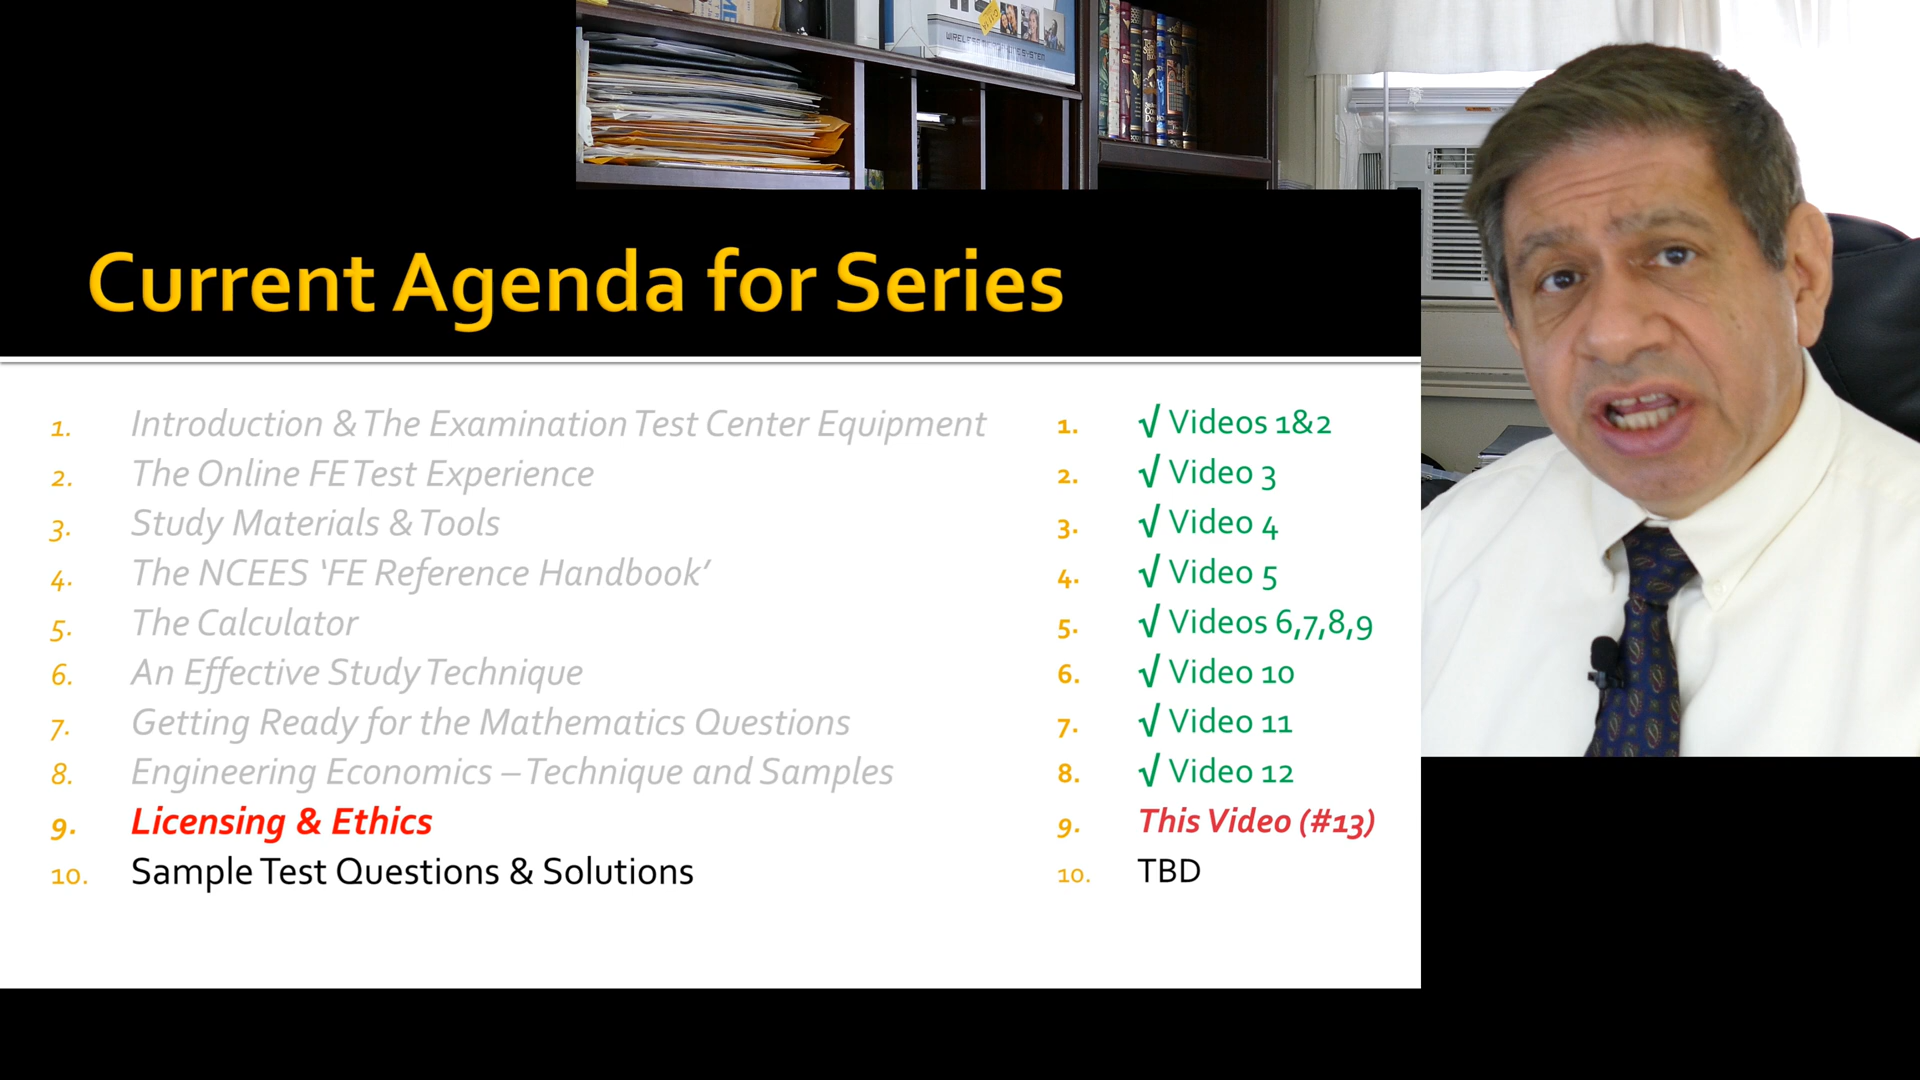 WIRELESS
SYSTEM
Current Agenda for Series
1. Introduction & The Examination Test Center Equipment
2. The Online FE Test Experience
3. Study Materials & Tools
4. The NCEES ‘FE Reference Handbook’
5. The Calculator
6. An Effective Study Technique
7. Getting Ready for the Mathematics Questions
8. Engineering Economics – Technique and Samples
9. Licensing & Ethics
10. Sample Test Questions & Solutions
1. √ Videos 1&2
2. √ Video 3
3. √ Video 4
4. √ Video 5
5. √ Videos 6,7,8,9
6. √ Video 10
7. √ Video 11
8. √ Video 12
9. This Video (#13)
10. TBD